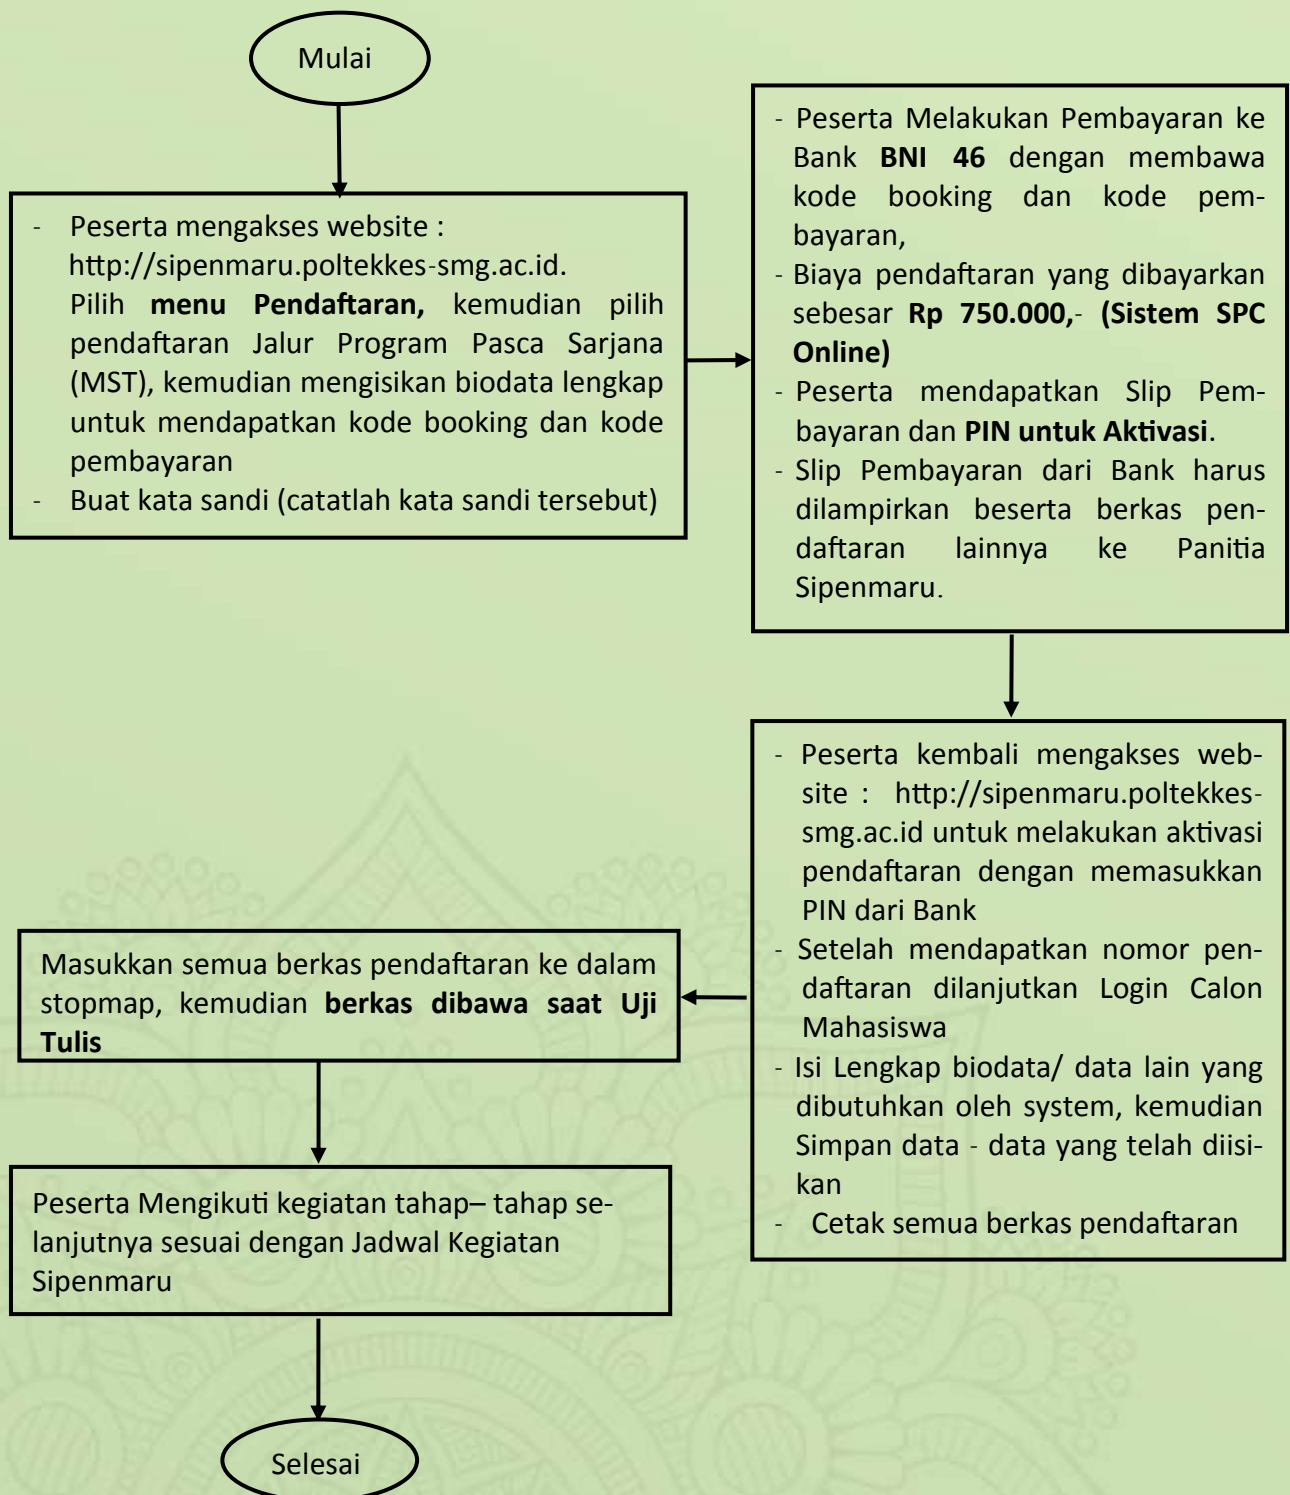 Mulai
- Peserta mengakses website :
http://sipenmaru.poltekkes-smg.ac.id.
Pilih menu Pendaftaran, kemudian pilih
pendaftaran Jalur Program Pasca Sarjana
(MST), kemudian mengisikan biodata lengkap
untuk mendapatkan kode booking dan kode
pembayaran
- Buat kata sandi (catatlah kata sandi tersebut)
- Peserta Melakukan Pembayaran ke
Bank BNI 46 dengan membawa
kode booking dan kode pem-
bayaran,
- Biaya pendaftaran yang dibayarkan
sebesar Rp 750.000,- (Sistem SPC
Online)
- Peserta mendapatkan Slip Pem-
bayaran dan PIN untuk Aktivasi.
- Slip Pembayaran dari Bank harus
dilampirkan beserta berkas pen-
daftaran lainnya ke Panitia
Sipenmaru.
- Peserta kembali mengakses web-
site : http://sipenmaru.poltekkes-
smg.ac.id untuk melakukan aktivasi
pendaftaran dengan memasukkan
PIN dari Bank
- Setelah mendapatkan nomor pen-
daftaran dilanjutkan Login Calon
Mahasiswa
- Isi Lengkap biodata/ data lain yang
dibutuhkan oleh system, kemudian
Simpan data - data yang telah diisi-
kan
- Cetak semua berkas pendaftaran
Masukkan semua berkas pendaftaran ke dalam
stopmap, kemudian berkas dibawa saat Uji
Tulis
Peserta Mengikuti kegiatan tahap– tahap se-
lanjutnya sesuai dengan Jadwal Kegiatan
Sipenmaru
Selesai